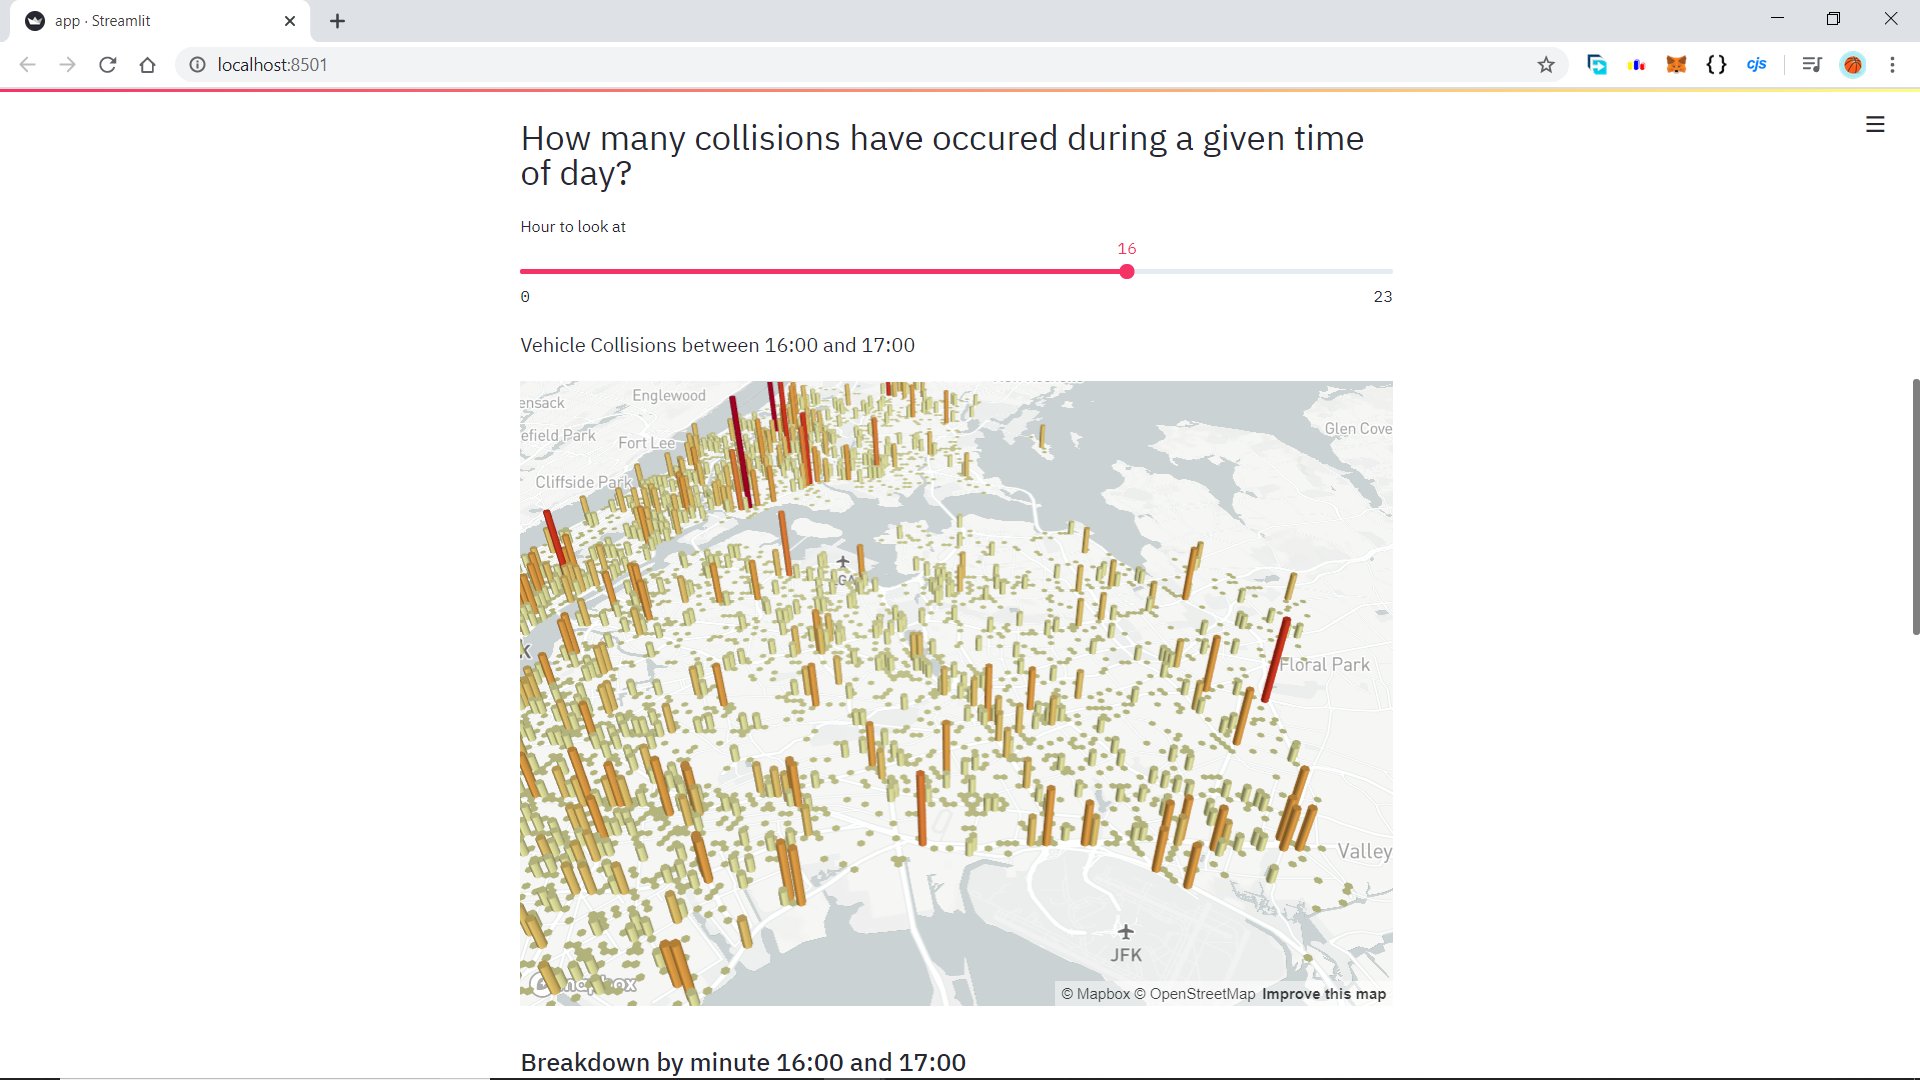 app · Streamlit
localhost:8501
{ }
cjs
How many collisions have occured during a given time
of day?
Hour to look at
16
0
23
Vehicle Collisions between 16:00 and 17:00
Englewood
ensack
efield Park
Fort Lee
Glen Cove
Cliffside Park
Floral Park
Valley
JFK
mapbox
© Mapbox © OpenStreetMap Improve this map
Breakdown by minute 16:00 and 17:00